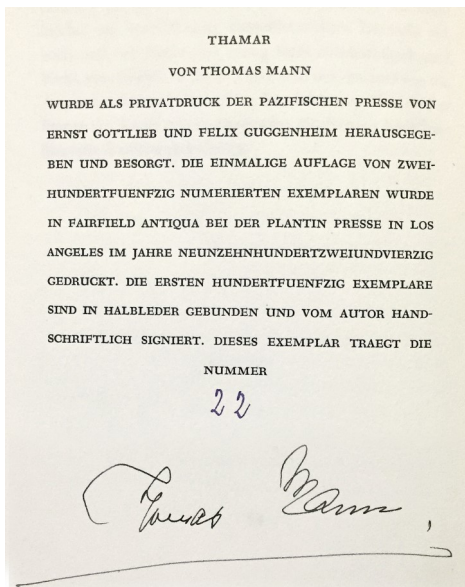 THAMAR
VON THOMAS MANN
WURDE ALS PRIVATDRUCK DER PAZIFISCHEN PRESSE VON
ERNST GOTTLIEB UND FELIX GUGGENHEIM HERAUSGEGE-
BEN UND BESORGT. DIE EINMALIGE AUFLAGE VON ZWEI-
HUNDERTFUENFZIG NUMERIERTEN EXEMPLAREN WURDE
IN FAIRFIELD ANTIQUA BEI DER PLANTIN PRESSE IN LOS
ANGELES IM JAHRE NEUNZEHNHUNDERTZWEIUNDVIERZIG
GEDRUCKT. DIE ERSTEN HUNDERTFUENFZIG EXEMPLARE
SIND IN HALBLEDER GEBUNDEN UND VOM AUTOR HAND-
SCHRIFTLICH SIGNIERT. DIESES EXEMPLAR TRAEGT DIE
NUMMER
22
Thomas Mann